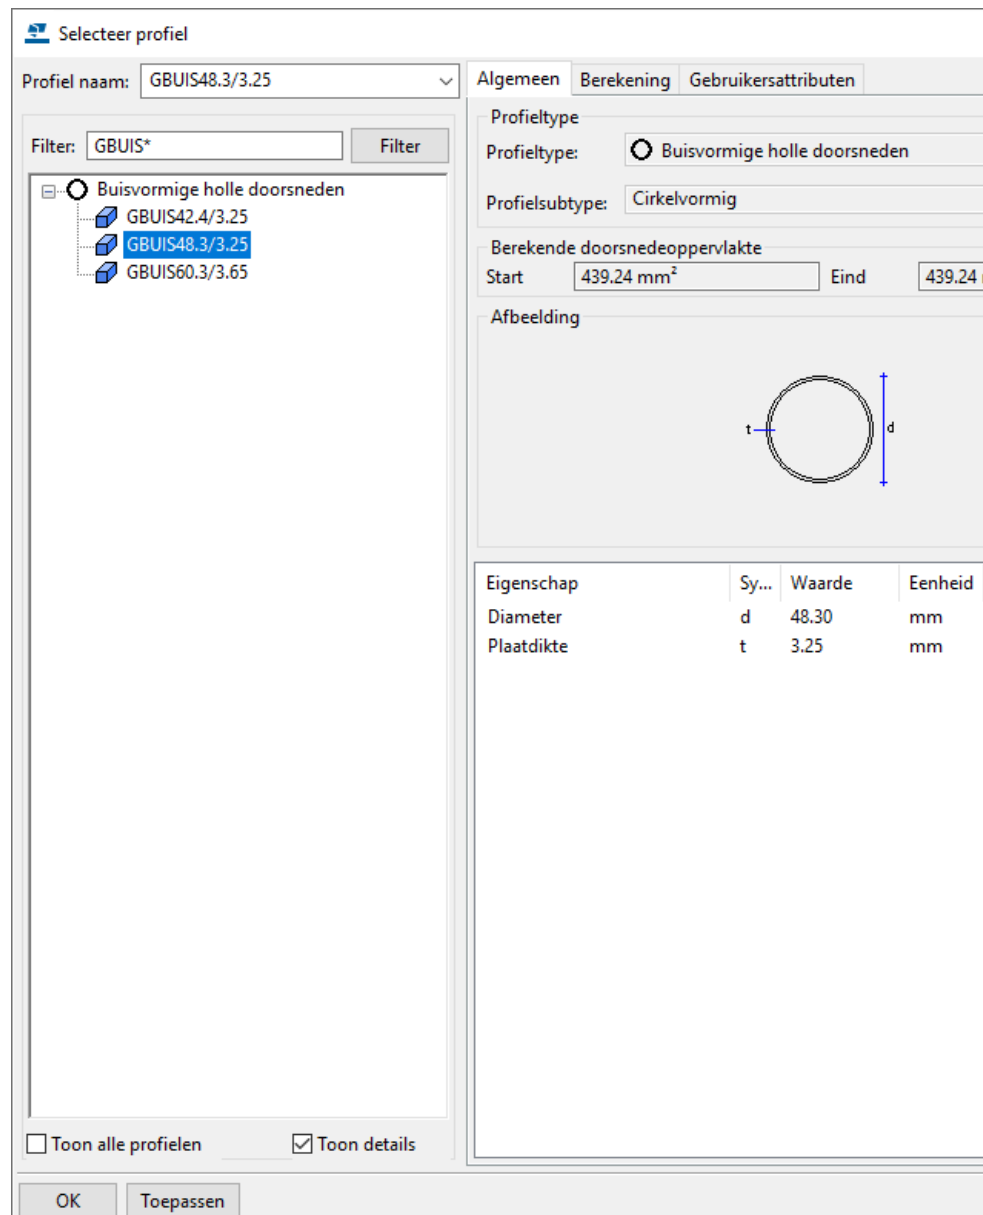 Selecteer profiel
Profiel naam: GBUIS48.3/3.25
Filter: GBUIS* Filter
Buisvormige holle doorsneden
GBUIS42.4/3.25
GBUIS48.3/3.25
GBUIS60.3/3.65
Toon alle profielen Toon details
OK Toepassen
Algemeen Berekening Gebruikersattributen
Profieltype
Profieltype: Buisvormige holle doorsneden
Profielsubtype: Cirkelvormig
Berekende doorsnedeoppervlakte
Start 439.24 mm² Eind 439.24
Afbeelding
t d
Eigenschap Sy... Waarde Eenheid
Diameter d 48.30 mm
Plaatdikte t 3.25 mm